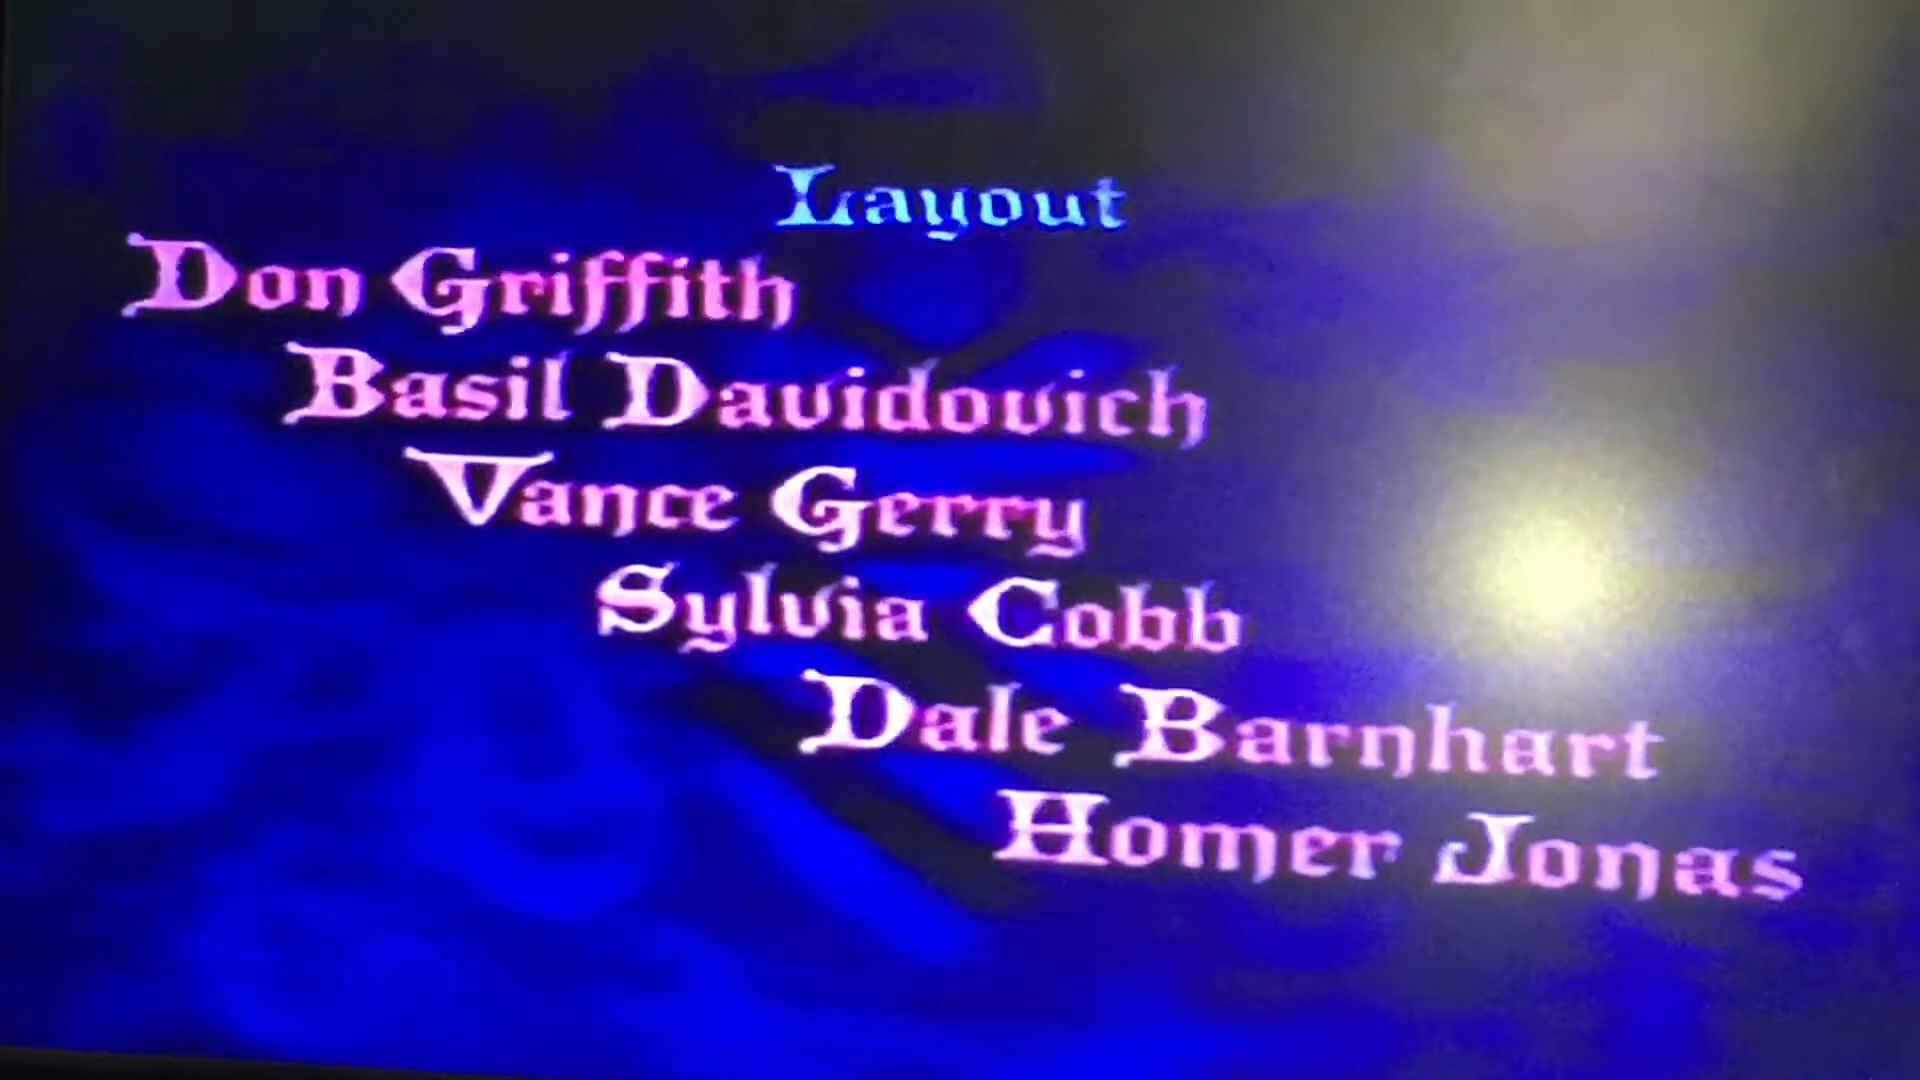 Layout
Don Griffith
Basil Davidovich
Vance Gerry
Sylvia Cobb
Dale Barnhart
Homer Jonas